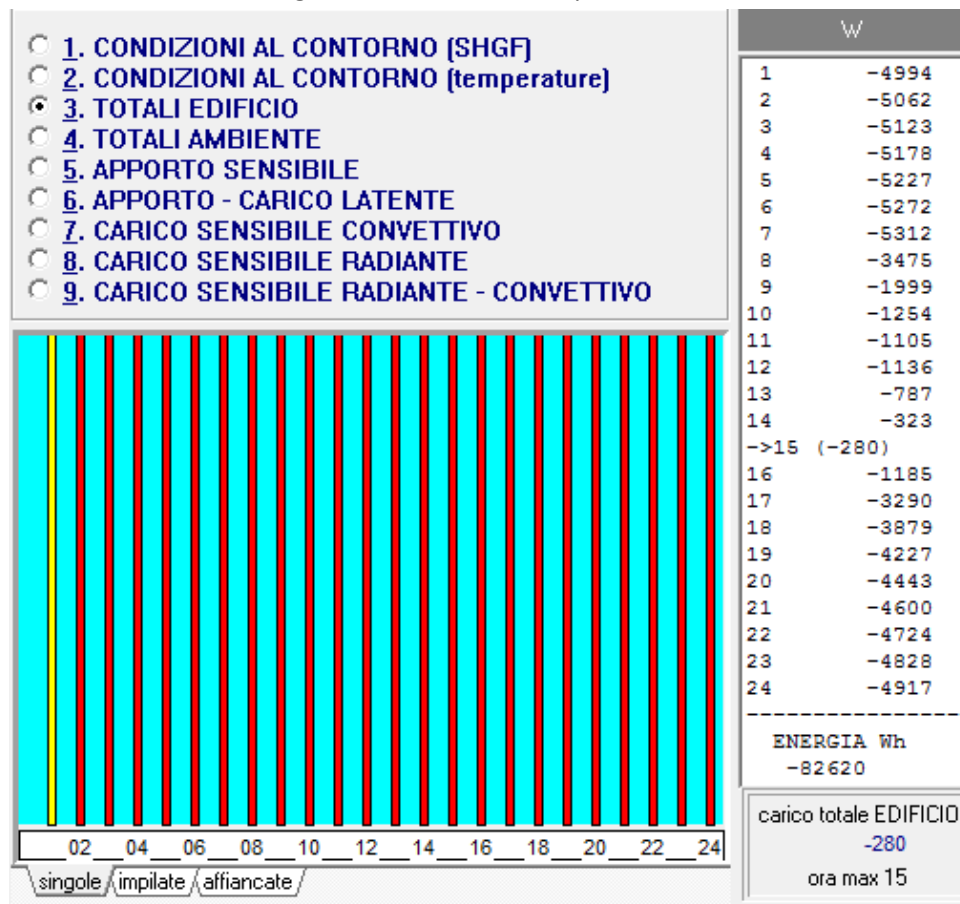 1. CONDIZIONI AL CONTORNO (SHGF)
2. CONDIZIONI AL CONTORNO (temperature)
3. TOTALI EDIFICIO
4. TOTALI AMBIENTE
5. APPORTO SENSIBILE
6. APPORTO - CARICO LATENTE
7. CARICO SENSIBILE CONVETTIVO
8. CARICO SENSIBILE RADIANTE
9. CARICO SENSIBILE RADIANTE - CONVETTIVO
02 04 06 08 10 12 14 16 18 20 22 24
singole impilate affiancate
W
1 -4994
2 -5062
3 -5123
4 -5178
5 -5227
6 -5272
7 -5312
8 -3475
9 -1999
10 -1254
11 -1105
12 -1136
13 -787
14 -323
->15 (-280)
16 -1185
17 -3290
18 -3879
19 -4227
20 -4443
21 -4600
22 -4724
23 -4828
24 -4917
-----------------
ENERGIA Wh
-82620
carico totale EDIFICIO
-280
ora max 15